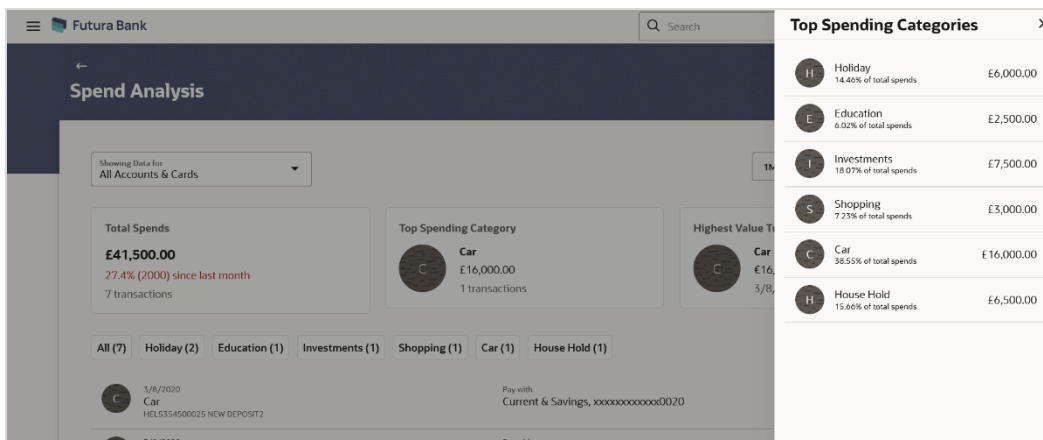 Futura Bank
Search
←
Spend Analysis
Showing Data for
All Accounts & Cards
1M
Total Spends
£41,500.00
27.4% (2000) since last month
7 transactions
Top Spending Category
C
Car
£16,000.00
1 transactions
Highest Value
C
Car
3/8/
All (7) Holiday (2) Education (1) Investments (1) Shopping (1) Car (1) House Hold (1)
C
3/8/2020
Car
HEL5354500025 NEW DEPOSIT2
Pay with
Current & Savings, xxxxxxxxxxxx0020
Top Spending Categories
H
Holiday
14.46% of total spends
£6,000.00
E
Education
6.02% of total spends
£2,500.00
I
Investments
18.07% of total spends
£7,500.00
S
Shopping
7.23% of total spends
£3,000.00
C
Car
38.55% of total spends
£16,000.00
H
House Hold
15.66% of total spends
£6,500.00